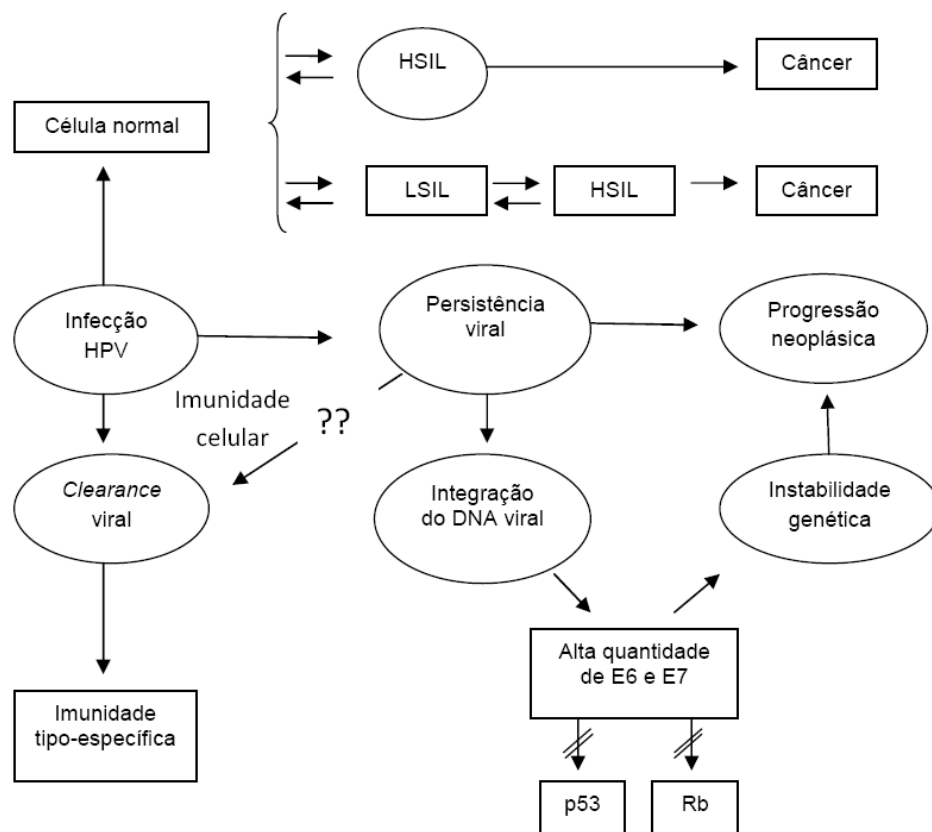 HSIL
Câncer
Célula normal
LSIL
HSIL
Câncer
Infecção
HPV
Persistência
viral
Progressão
neoplásica
Imunidade
celular
??
Clearance
viral
Integração
do DNA viral
Instabilidade
genética
Alta quantidade
de E6 e E7
Imunidade
tipo-específica
p53
Rb